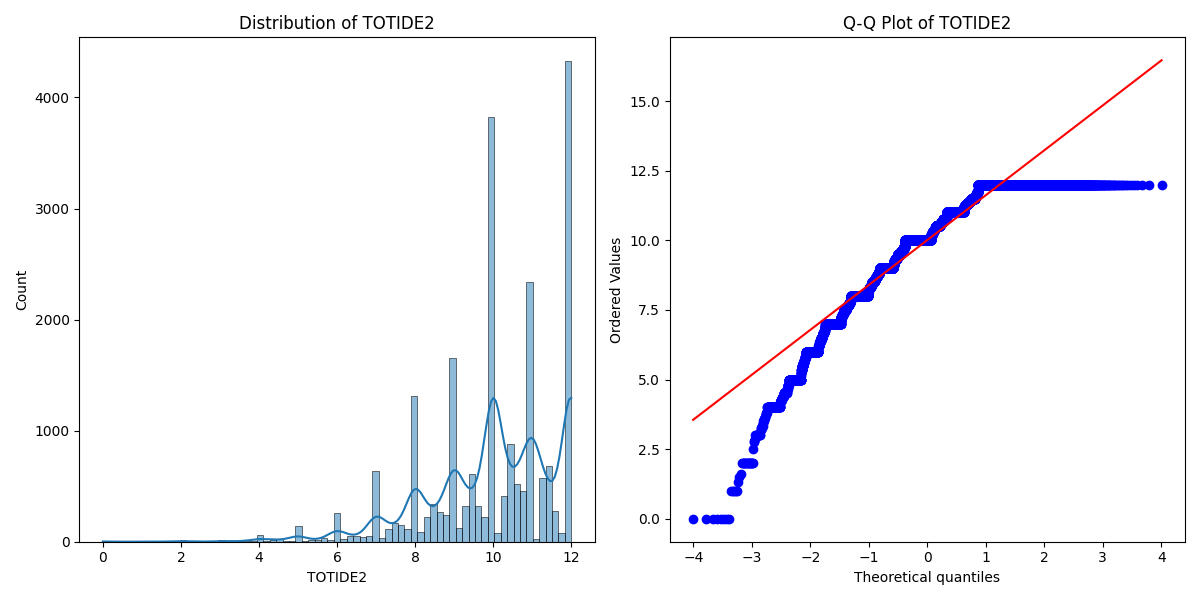 Distribution of TOTIDE2
4000
3000
2000
1000
0
Count
0 2 4 6 8 10 12
TOTIDE2
Q-Q Plot of TOTIDE2
15.0
12.5
10.0
7.5
5.0
2.5
0.0
Ordered Values
−4 −3 −2 −1 0 1 2 3 4
Theoretical quantiles